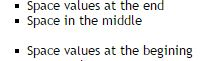 ▪ Space values at the end
▪ Space in the middle
▪ Space values at the begining